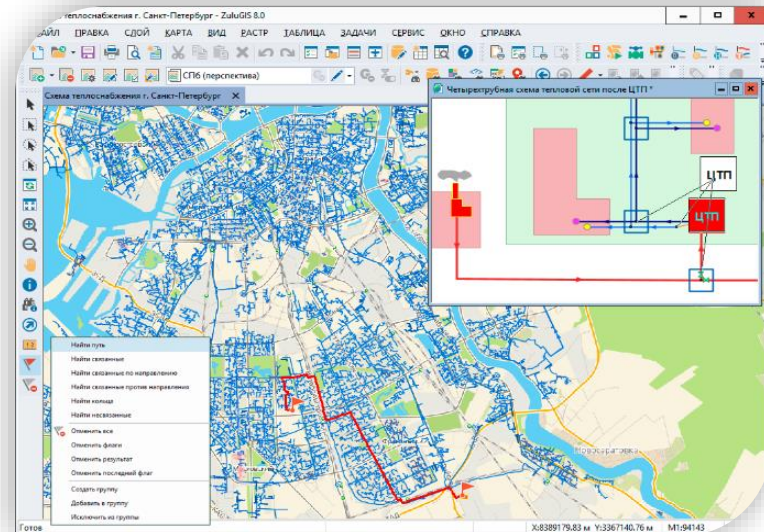 теплоснабжения г. Санкт-Петербург - ZuluGIS 8.0
ЙЛ ПРАВКА СЛОЙ КАРТА ВИД РАСТР ТАБЛИЦА ЗАДАЧИ СЕРВИС ОКНО СПРАВКА
СПб (перспектива)
Схема теплоснабжения г. Санкт-Петербург
Четырехтрубная схема тепловой сети после ЦТП *
ЦТП
ЦТП
Найти путь
Найти связанные
Найти связанные по направлению
Найти связанные против направления
Найти кольца
Найти несвязанные
Отменить все
Отменить флаги
Отменить результат
Отменить последний флаг
Создать группу
Добавить в группу
Исключить из группы
Новосаратовка
Готов
X:8389179.83 м Y:3367140.76 м М1:94143